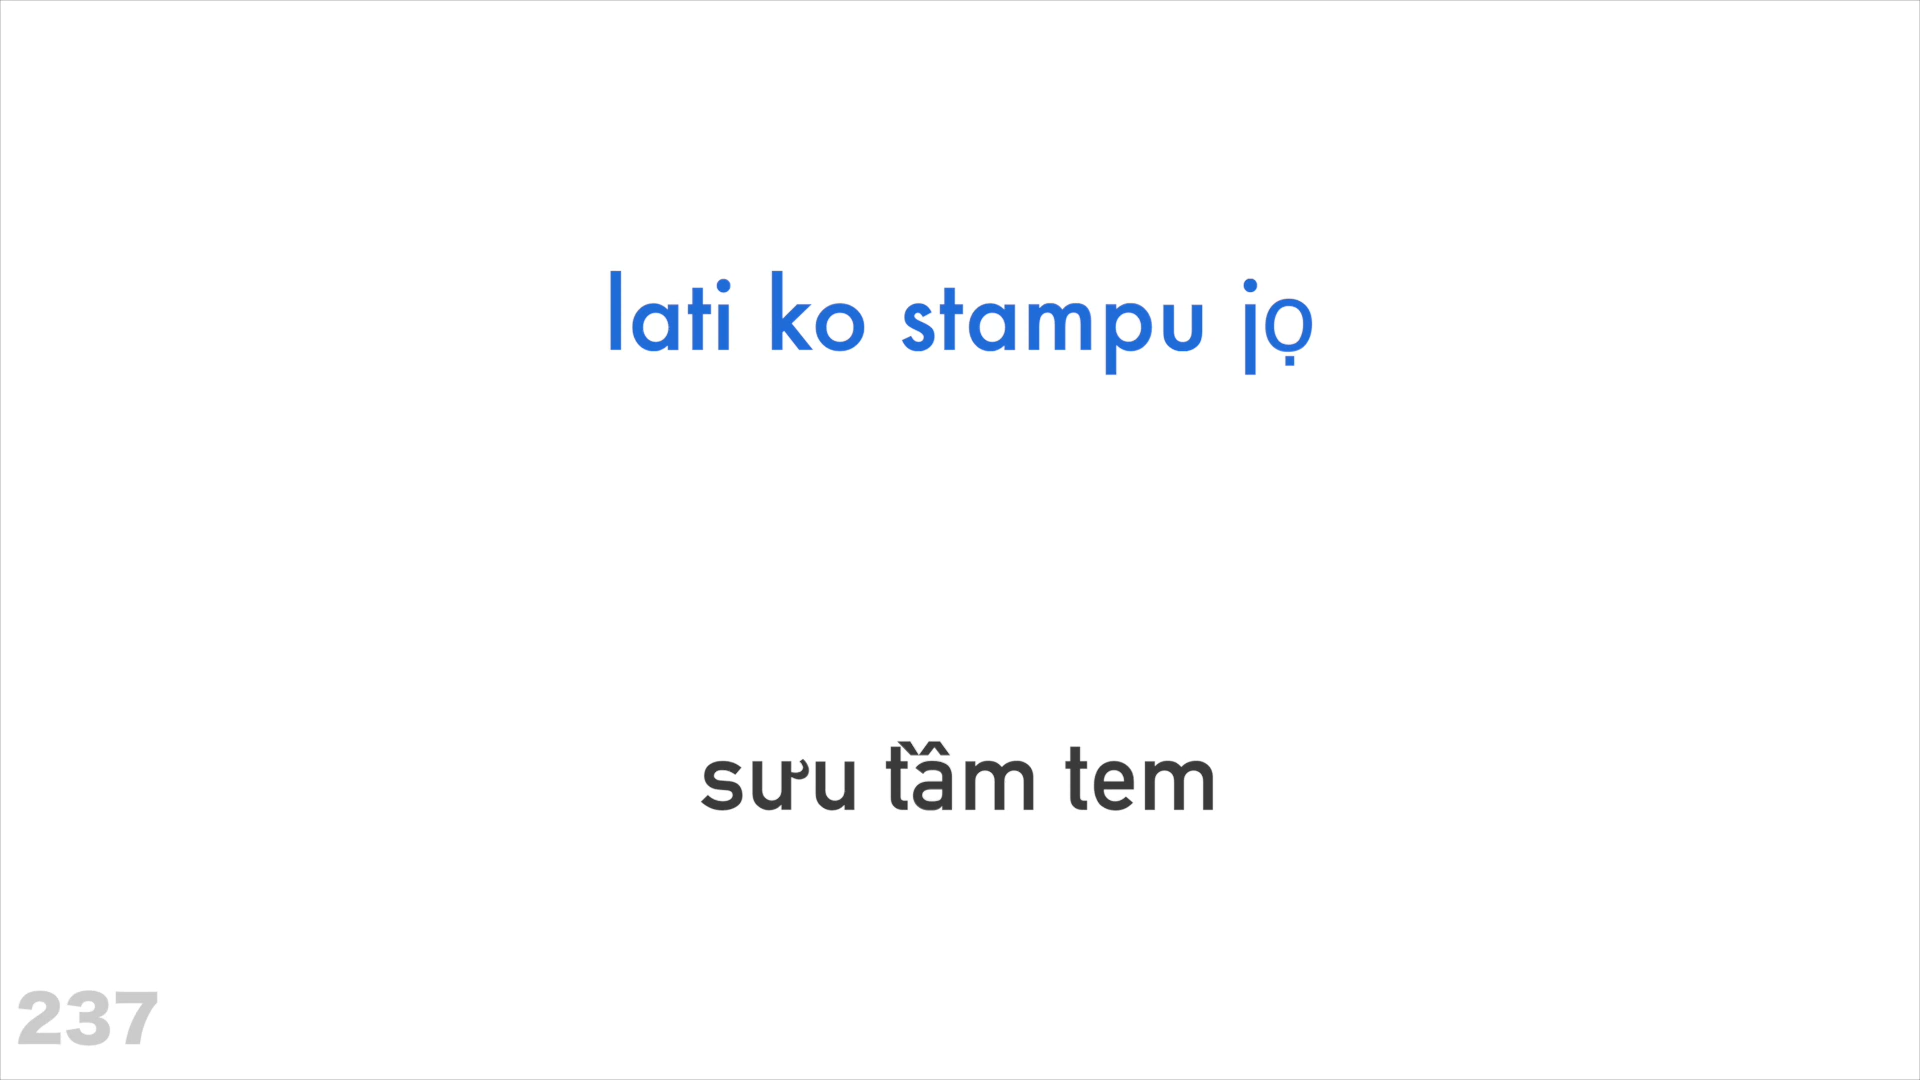 lati ko stampu jọ
sưu tầm tem
237